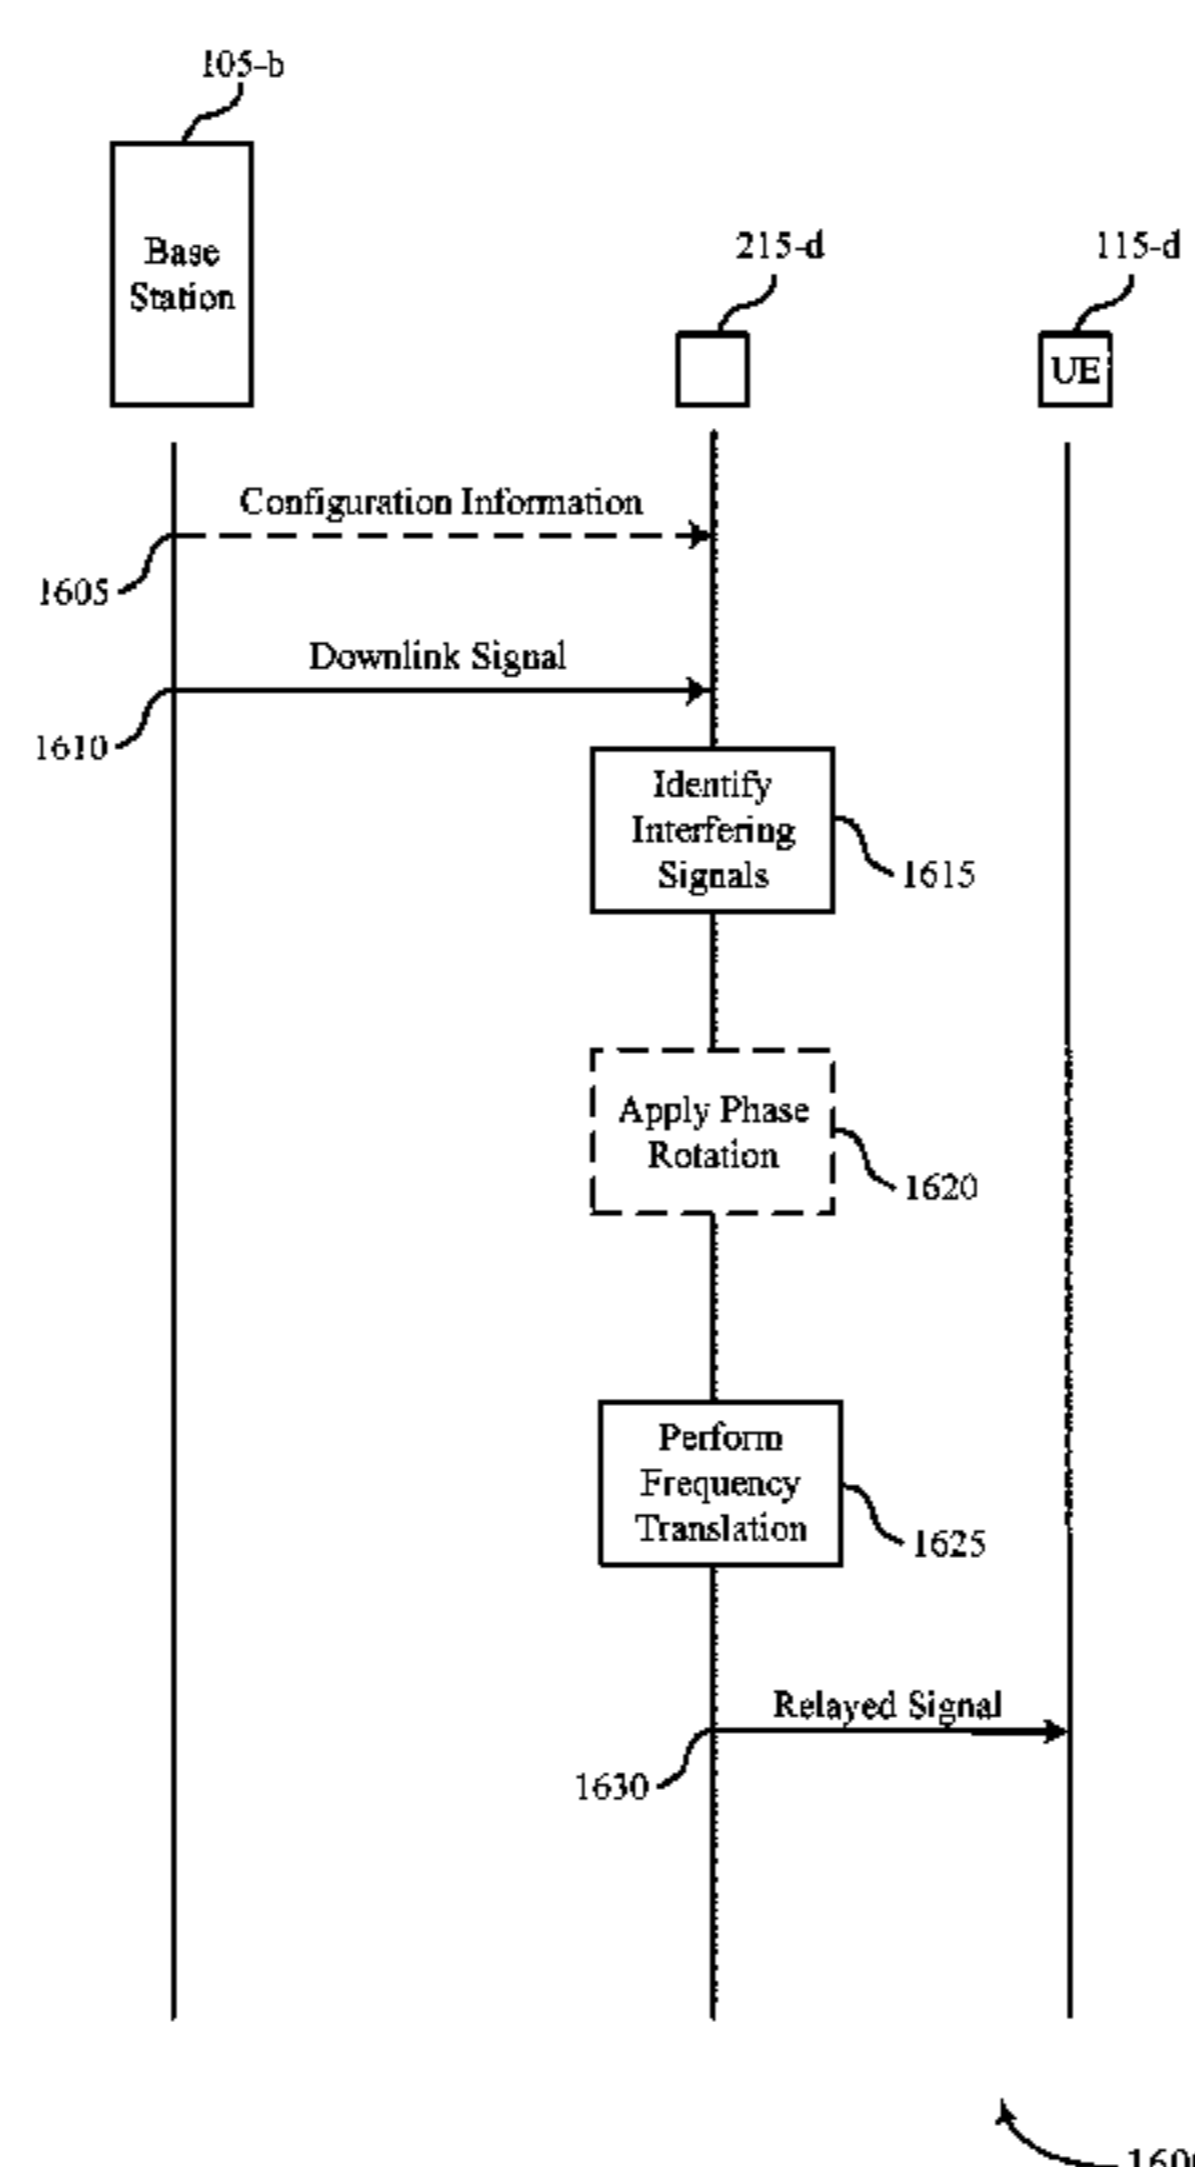 105-b
Base
Station
215-d
115-d
UE
Configuration Information
1605
Downlink Signal
1610
Identify
Interfering
Signals
1615
Apply Phase
Rotation
1620
Perform
Frequency
Translation
1625
Relayed Signal
1630